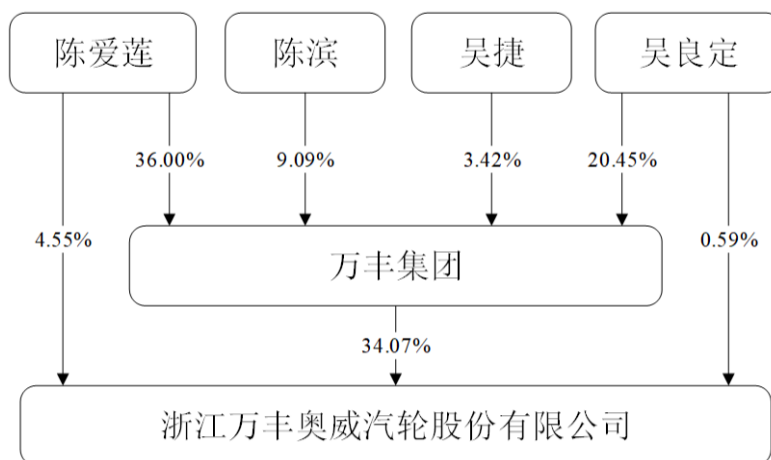 陈爱莲
陈滨
吴捷
吴良定
36.00%
9.09%
3.42%
20.45%
4.55%
万丰集团
0.59%
34.07%
浙江万丰奥威汽轮股份有限公司